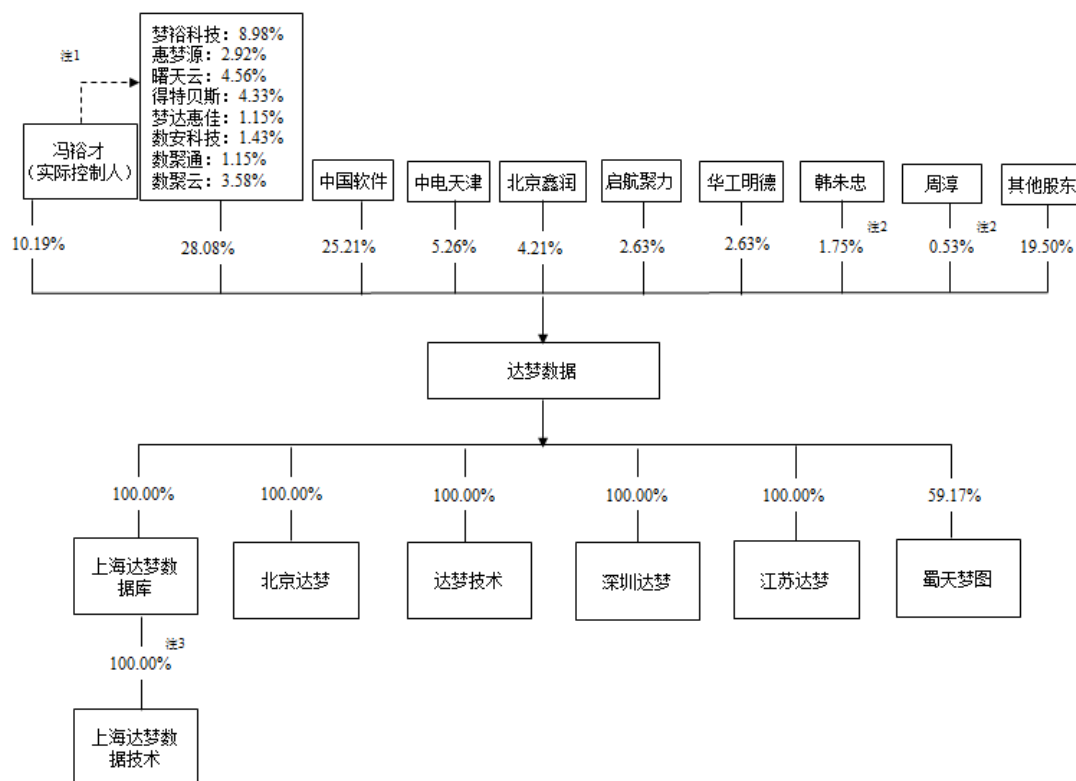 梦裕科技：8.98%
惠梦源：2.92%
曙天云：4.56%
得特贝斯：4.33%
梦达惠佳：1.15%
数安科技：1.43%
数聚通：1.15%
数聚云：3.58%
注1
冯裕才
（实际控制人）
中国软件
中电天津
北京鑫润
启航聚力
华工明德
韩朱忠
周淳
其他股东
10.19%
28.08%
25.21%
5.26%
4.21%
2.63%
2.63%
1.75%
注2
0.53%
注2
19.50%
达梦数据
100.00%
100.00%
100.00%
100.00%
100.00%
59.17%
上海达梦数
据库
北京达梦
达梦技术
深圳达梦
江苏达梦
蜀天梦图
注3
100.00%
上海达梦数
据技术